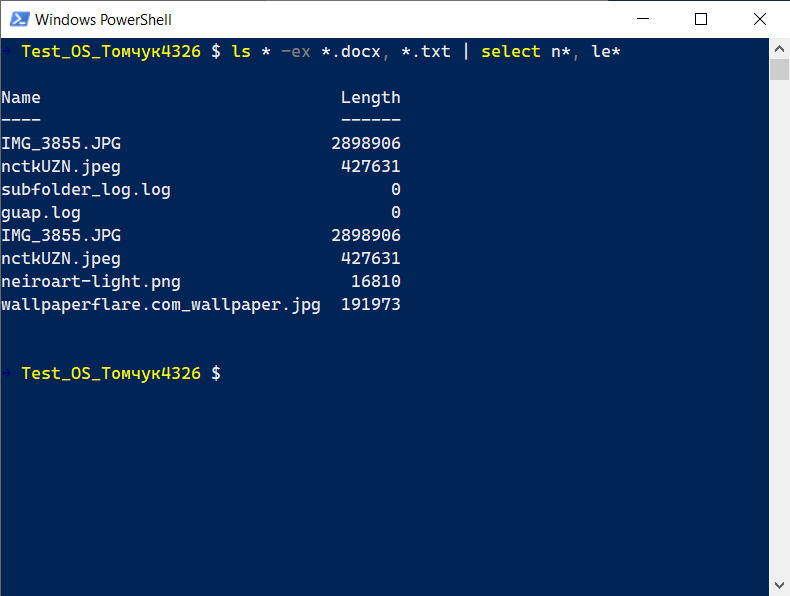 Windows PowerShell
→ Test_OS_Томчук4326 $ ls * -ex *.docx, *.txt | select n*, le*
Name Length
---- ------
IMG_3855.JPG 2898906
nctkUZN.jpeg 427631
subfolder_log.log 0
guap.log 0
IMG_3855.JPG 2898906
nctkUZN.jpeg 427631
neiroart-light.png 16810
wallpaperflare.com_wallpaper.jpg 191973
→ Test_OS_Томчук4326 $